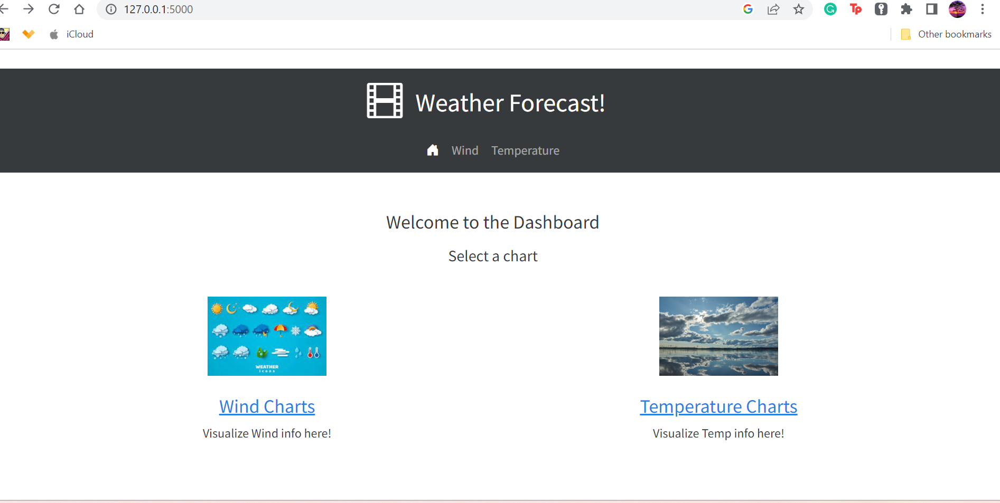 127.0.0.1:5000
iCloud
Other bookmarks
Weather Forecast!
Wind Temperature
Welcome to the Dashboard
Select a chart
WEATHER
icons
Wind Charts
Temperature Charts
Visualize Wind info here!
Visualize Temp info here!